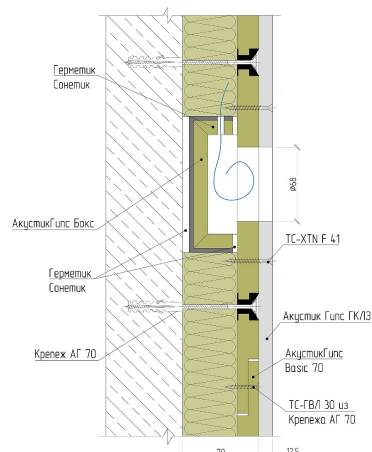 Герметик
Сонетик
АкустикГипс Бокс
Герметик
Сонетик
Крепеж АГ 70
ø68
ТС-XTN F 41
Акустик Гипс ГКЛЗ
АкустикГипс
Basic 70
ТС-ГВЛ 30 из
Крепежа АГ 70
70
12,5